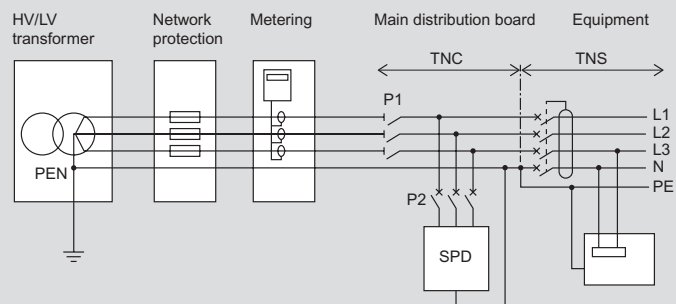 HV/LV
transformer
Network
protection
Metering
Main distribution board
Equipment
TNC
TNS
P1
L1
L2
L3
N
PE
PEN
P2
SPD